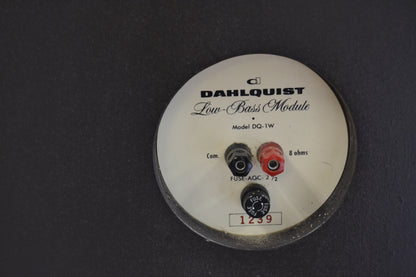 DAHLQUIST
Low-Bass Module
Model DQ-1W
Com. 8 ohms
FUSE-AGC-2 1/2
1239